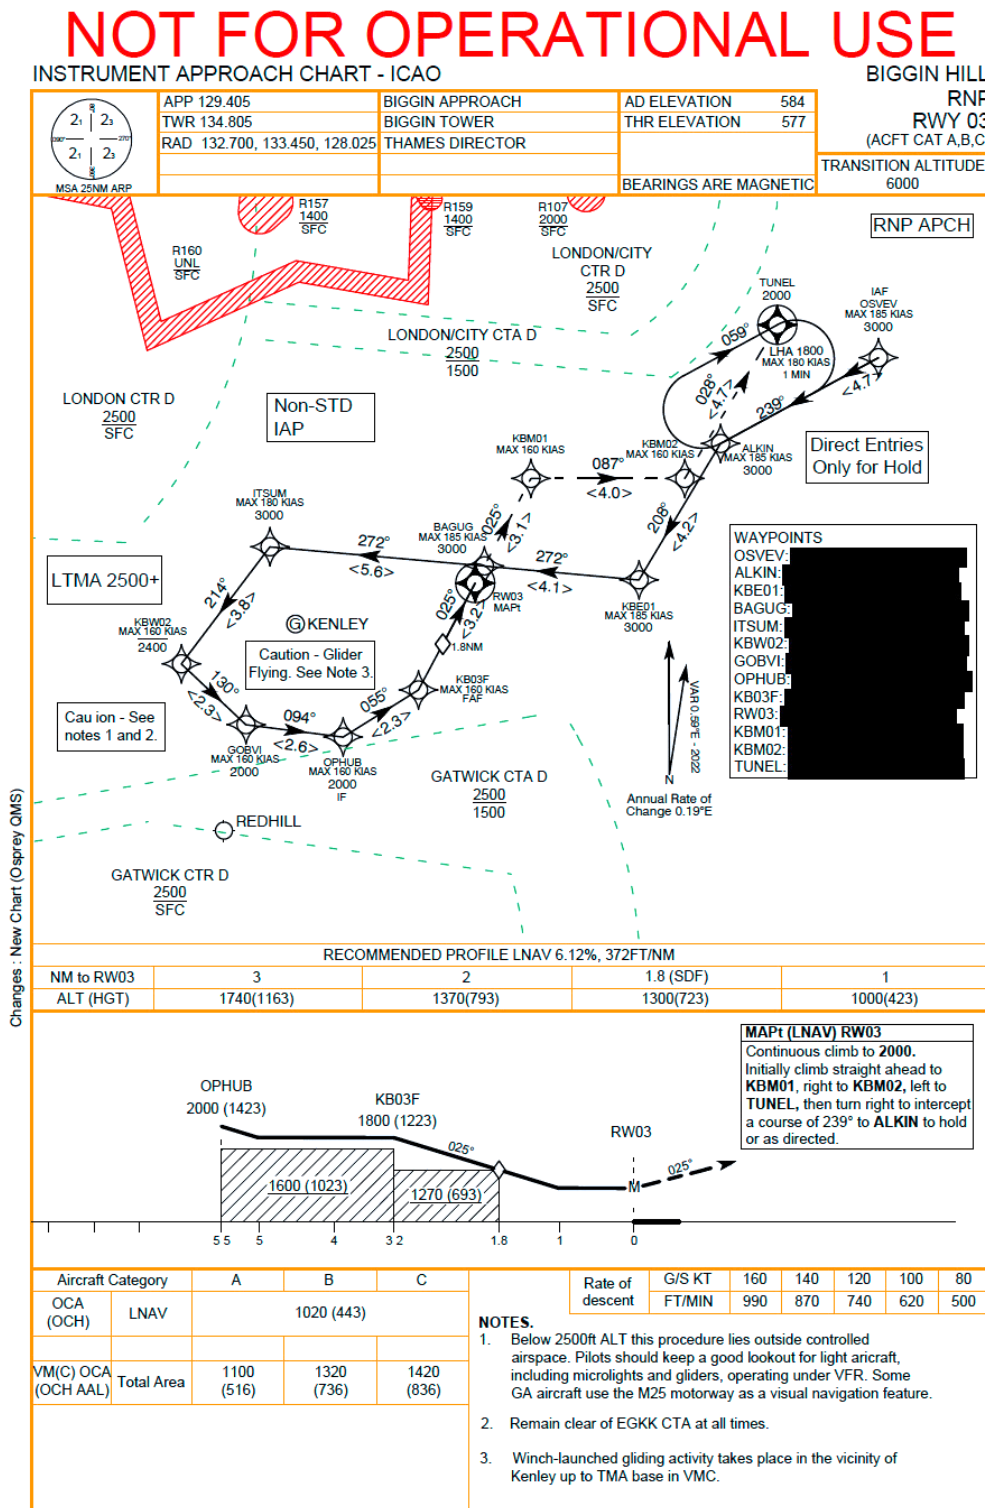 NOT FOR OPERATIONAL USE
INSTRUMENT APPROACH CHART - ICAO
BIGGIN HILL
RNP
RWY 03
(ACFT CAT A,B,C
APP 129.405
BIGGIN APPROACH
AD ELEVATION 584
TWR 134.805
BIGGIN TOWER
THR ELEVATION 577
RAD 132.700, 133.450, 128.025
THAMES DIRECTOR
BEARINGS ARE MAGNETIC
TRANSITION ALTITUDE
6000
21 23
21 23
MSA 25NM ARP
R157
1400
SFC
R159
1400
SFC
R107
2000
SFC
R160
UNL
SFC
RNP APCH
LONDON/CITY
CTR D
2500
SFC
TUNEL
2000
IAF
OSVEV
MAX 185 KIAS
3000
LONDON/CITY CTA D
2500
1500
059°
LHA 1800
MAX 180 KIAS
1 MIN
028°
<4.7>
239°
<4.7>
LONDON CTR D
2500
SFC
Non-STD
IAP
KBM01
MAX 160 KIAS
KBM02
MAX 160 KIAS
ALKIN
MAX 185 KIAS
3000
Direct Entries
Only for Hold
087°
<4.0>
ITSUM
MAX 180 KIAS
3000
BAGUG
MAX 185 KIAS
3000
025°
<3.1>
208°
<4.2>
272°
<5.6>
272°
<4.1>
LTMA 2500+
214°
<3.8>
RW03
MAPt
025°
<3.2>
KBE01
MAX 185 KIAS
3000
KBW02
MAX 160 KIAS
2400
G KENLEY
1.8NM
Caution - Glider
Flying. See Note 3.
KB03F
MAX 160 KIAS
FAF
130°
<2.3>
055°
<2.3>
Cau ion - See
notes 1 and 2.
094°
<2.6>
GOBVI
MAX 160 KIAS
2000
OPHUB
MAX 160 KIAS
2000
IF
GATWICK CTA D
2500
1500
VAR 0.59°E - 2022
N
Annual Rate of
Change 0.19°E
WAYPOINTS
OSVEV:
ALKIN:
KBE01:
BAGUG:
ITSUM:
KBW02:
GOBVI:
OPHUB:
KB03F:
RW03:
KBM01:
KBM02:
TUNEL:
REDHILL
GATWICK CTR D
2500
SFC
Changes : New Chart (Osprey QMS)
RECOMMENDED PROFILE LNAV 6.12%, 372FT/NM
NM to RW03 3 2 1.8 (SDF) 1
ALT (HGT) 1740(1163) 1370(793) 1300(723) 1000(423)
MAPt (LNAV) RW03
Continuous climb to 2000.
Initially climb straight ahead to
KBM01, right to KBM02, left to
TUNEL, then turn right to intercept
a course of 239° to ALKIN to hold
or as directed.
OPHUB
2000 (1423)
KB03F
1800 (1223)
RW03
025°
025°
1600 (1023)
1270 (693)
M
5 5 5 4 3 2 1.8 1 0
Aircraft Category A B C
OCA
(OCH)
LNAV
1020 (443)
VM(C) OCA
(OCH AAL)
Total Area
1100
(516)
1320
(736)
1420
(836)
Rate of
descent
G/S KT 160 140 120 100 80
FT/MIN 990 870 740 620 500
NOTES.
1. Below 2500ft ALT this procedure lies outside controlled
airspace. Pilots should keep a good lookout for light aricraft,
including microlights and gliders, operating under VFR. Some
GA aircraft use the M25 motorway as a visual navigation feature.
2. Remain clear of EGKK CTA at all times.
3. Winch-launched gliding activity takes place in the vicinity of
Kenley up to TMA base in VMC.